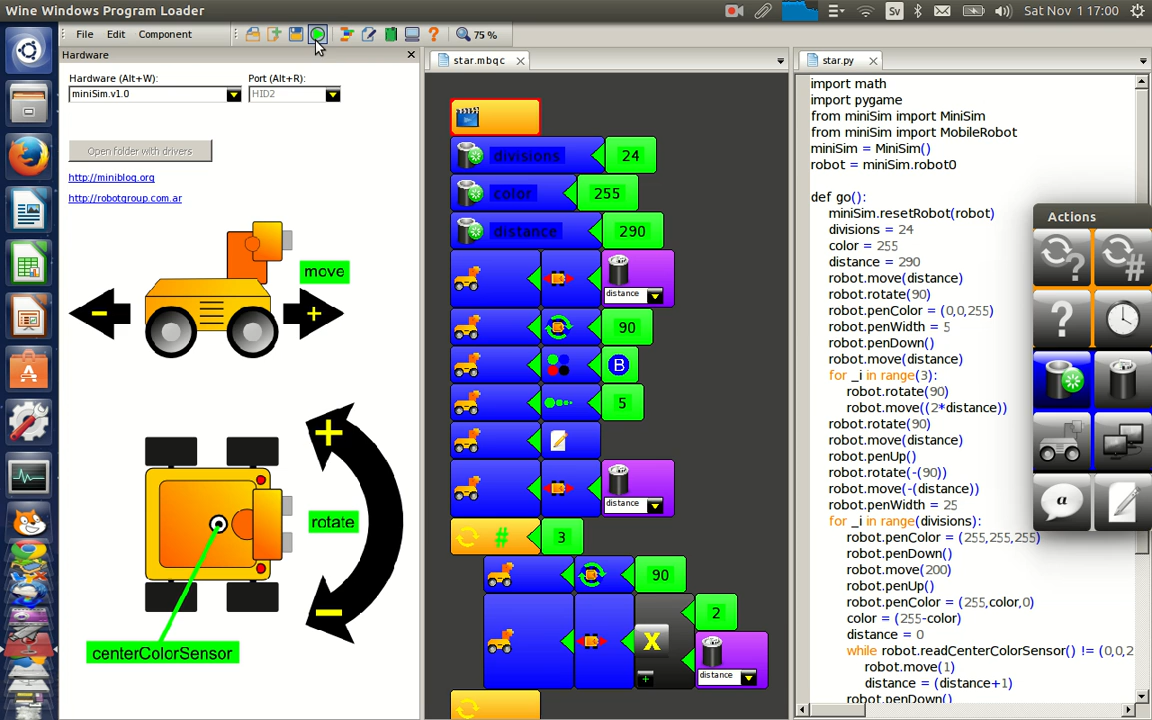 Wine Windows Program Loader
Sv
Sat Nov 1 17:00
File Edit Component
75 %
Hardware
Hardware (Alt+W):
Port (Alt+R):
miniSim.v1.0
HID2
Open folder with drivers
http://miniblog.org
http://robotgroup.com.ar
move
-
+
+
rotate
-
centerColorSensor
star.mbqc
divisions
24
color
255
distance
290
distance
90
B
5
distance
#
3
90
2
X
+
distance
star.py
import math
import pygame
from miniSim import MiniSim
from miniSim import MobileRobot
miniSim = MiniSim()
robot = miniSim.robot0
def go():
miniSim.resetRobot(robot)
divisions = 24
color = 255
distance = 290
robot.move(distance)
robot.rotate(90)
robot.penColor = (0,0,255)
robot.penWidth = 5
robot.penDown()
robot.move(distance)
for _i in range(3):
robot.rotate(90)
robot.move((2*distance))
robot.rotate(90)
robot.move(distance)
robot.penUp()
robot.rotate(-(90))
robot.move(-(distance))
robot.penWidth = 25
for _i in range(divisions):
robot.penColor = (255,255,255)
robot.penDown()
robot.move(200)
robot.penUp()
robot.penColor = (255,color,0)
color = (255-color)
distance = 0
while robot.readCenterColorSensor() != (0,0,2
robot.move(1)
distance = (distance+1)
robot.penDown()
Actions
?
#
?
a